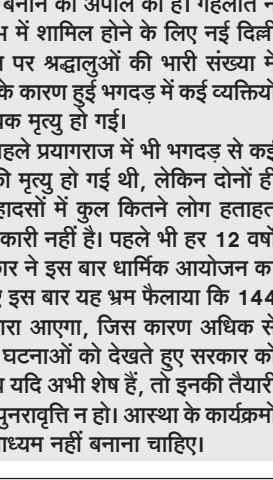 बनाने की अपील की है। गहलोत न
में शामिल होने के लिए नई दिल्ली
पर श्रद्धालुओं की भारी संख्या में
के कारण हुई भगदड़ में कई व्यक्तियों
मृत्यु हो गई।
हले प्रयागराज में भी भगदड़ से कई
मृत्यु हो गई थी, लेकिन दोनों ही
हादसों में कुल कितने लोग हताहत
कारी नहीं है। पहले भी हर 12 वर्षों
ार ने इस बार धार्मिक आयोजन क
इस बार यह भ्रम फैलाया कि 144
ारा आएगा, जिस कारण अधिक से
घटनाओं को देखते हुए सरकार को
यदि अभी शेष हैं, तो इनकी तैयारी
पुनरावृत्ति न हो। आस्था के कार्यक्रमों
ाध्यम नहीं बनाना चाहिए।